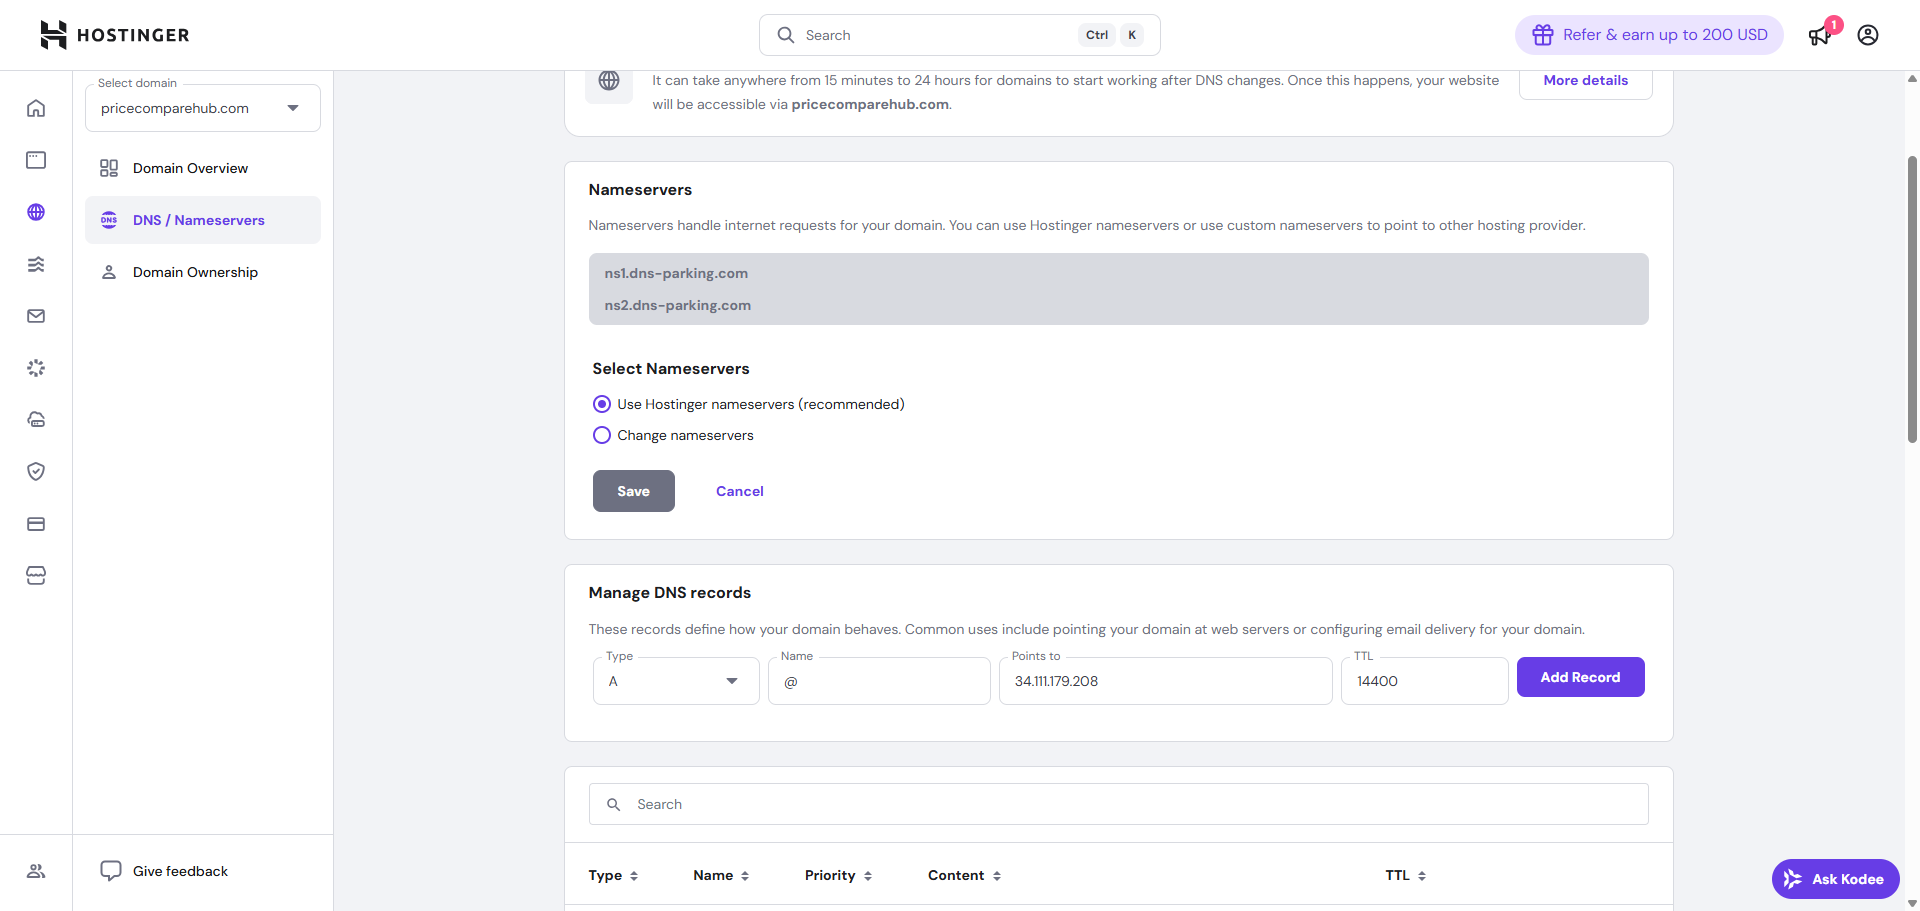 HOSTINGER
Search
Ctrl K
Refer & earn up to 200 USD
1
Select domain
pricecomparehub.com
Domain Overview
DNS DNS / Nameservers
Domain Ownership
Give feedback
It can take anywhere from 15 minutes to 24 hours for domains to start working after DNS changes. Once this happens, your website
will be accessible via pricecomparehub.com.
More details
Nameservers
Nameservers handle internet requests for your domain. You can use Hostinger nameservers or use custom nameservers to point to other hosting provider.
ns1.dns-parking.com
ns2.dns-parking.com
Select Nameservers
Use Hostinger nameservers (recommended)
Change nameservers
Save Cancel
Manage DNS records
These records define how your domain behaves. Common uses include pointing your domain at web servers or configuring email delivery for your domain.
Type Name Points to TTL
A @ 34.111.179.208 14400 Add Record
Search
Type Name Priority Content TTL
Ask Kodee